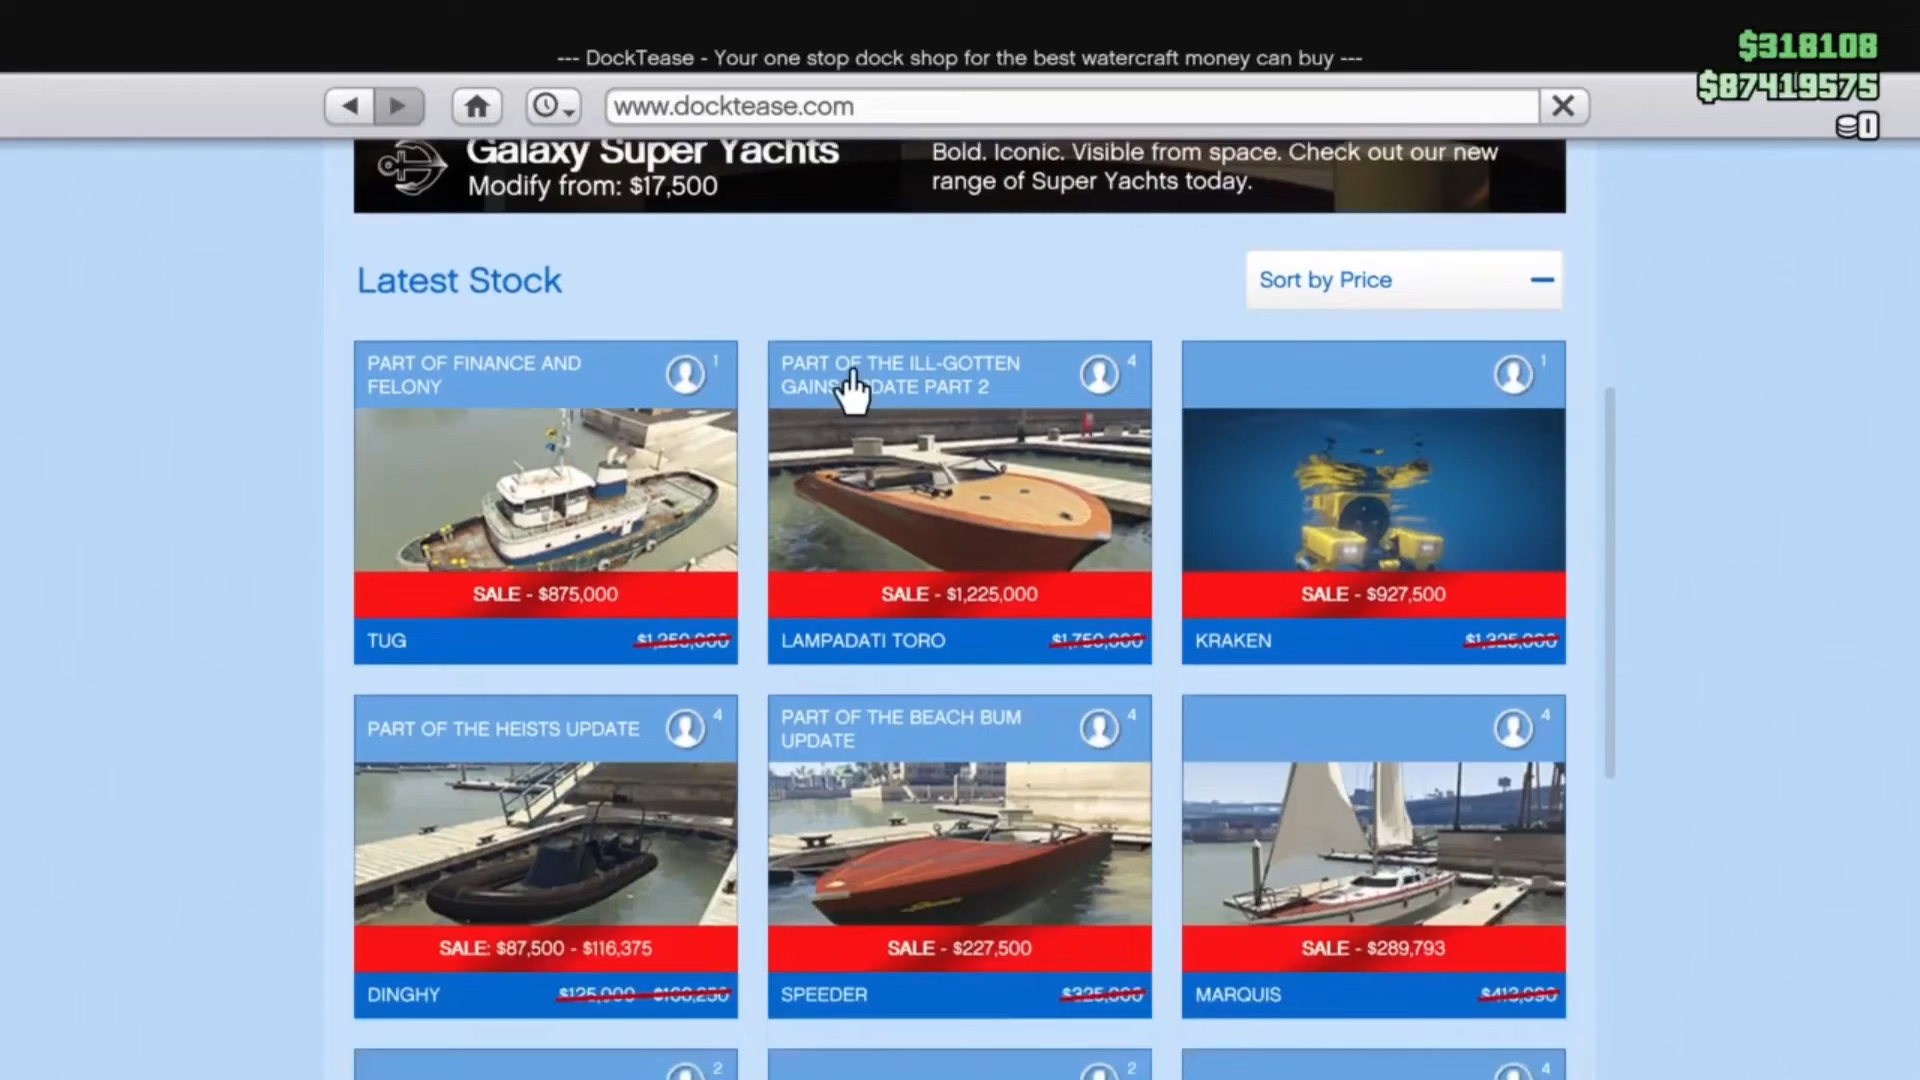 --- DockTease - Your one stop dock shop for the best watercraft money can buy ---
$318108
$87419575
0
www.docktease.com
Galaxy Super Yachts
Modify from: $17,500
Bold. Iconic. Visible from space. Check out our new
range of Super Yachts today.
Latest Stock
Sort by Price
PART OF FINANCE AND
FELONY
1
SALE - $875,000
TUG
$1,250,000
PART OF THE ILL-GOTTEN
GAINS UPDATE PART 2
4
SALE - $1,225,000
LAMPADATI TORO
$1,750,000
1
SALE - $927,500
KRAKEN
$1,325,000
PART OF THE HEISTS UPDATE
4
SALE: $87,500 - $116,375
DINGHY
$125,000 - $166,250
PART OF THE BEACH BUM
UPDATE
4
SALE - $227,500
SPEEDER
$325,000
4
SALE - $289,793
MARQUIS
$413,990
2
2
4